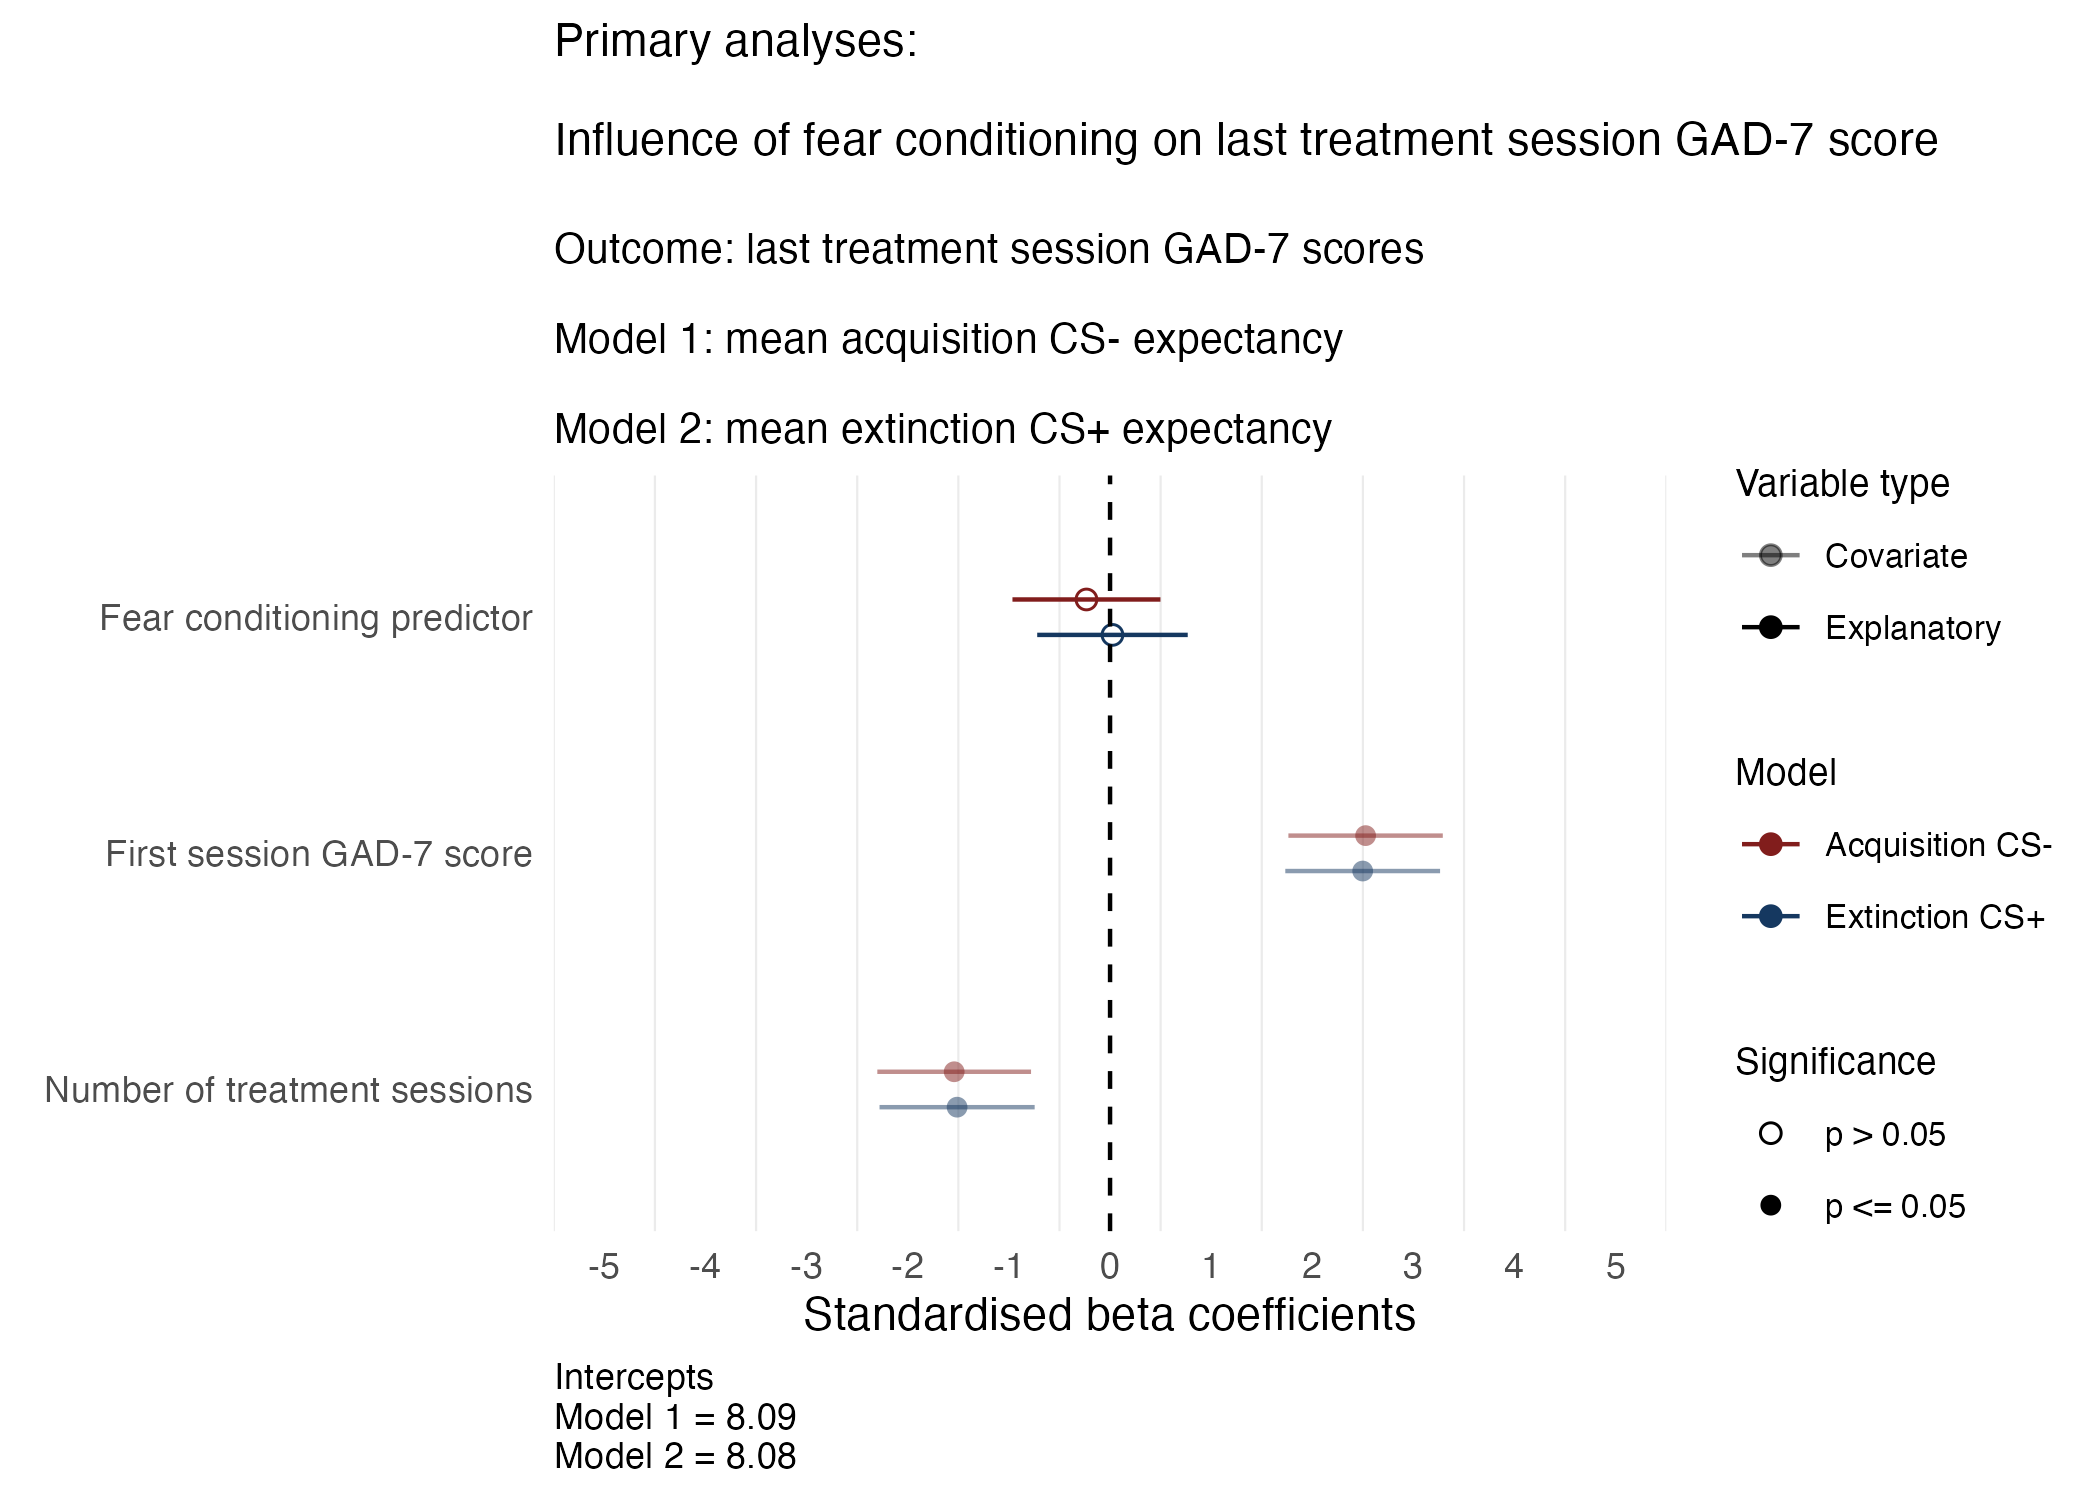 Primary analyses:
Influence of fear conditioning on last treatment session GAD-7 score
Outcome: last treatment session GAD-7 scores
Model 1: mean acquisition CS- expectancy
Model 2: mean extinction CS+ expectancy
Fear conditioning predictor
First session GAD-7 score
Number of treatment sessions
-5 -4 -3 -2 -1 0 1 2 3 4 5
Standardised beta coefficients
Intercepts
Model 1 = 8.09
Model 2 = 8.08
Variable type
Covariate
Explanatory
Model
Acquisition CS-
Extinction CS+
Significance
p > 0.05
p <= 0.05